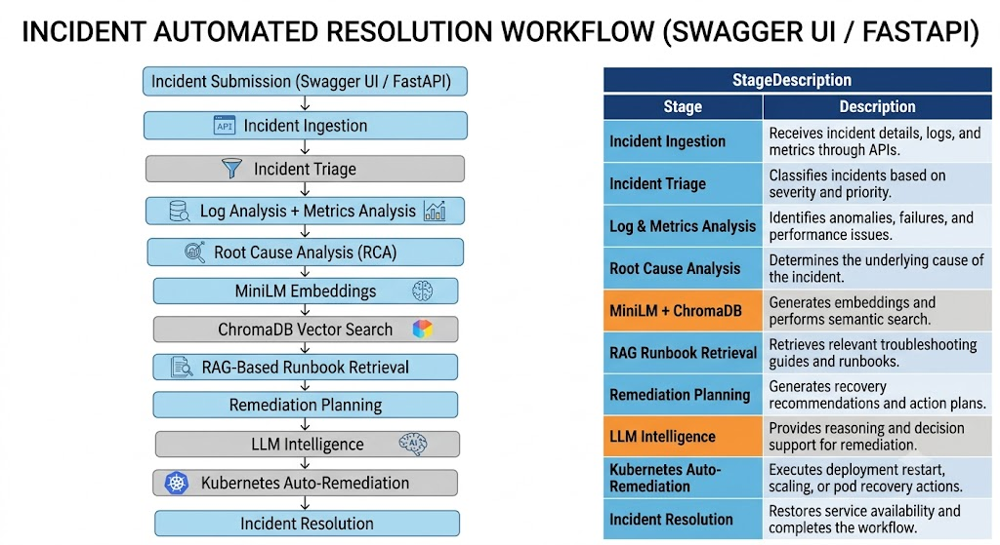 INCIDENT AUTOMATED RESOLUTION WORKFLOW (SWAGGER UI / FASTAPI)
Incident Submission (Swagger UI / FastAPI)
API Incident Ingestion
Incident Triage
Log Analysis + Metrics Analysis
Root Cause Analysis (RCA)
MiniLM Embeddings
ChromaDB Vector Search
RAG-Based Runbook Retrieval
Remediation Planning
LLM Intelligence AI
Kubernetes Auto-Remediation
Incident Resolution
StageDescription
Stage Description
Incident Ingestion
Receives incident details, logs, and
metrics through APIs.
Incident Triage
Classifies incidents based on
severity and priority.
Log & Metrics Analysis
Identifies anomalies, failures, and
performance issues.
Root Cause Analysis
Determines the underlying cause of
the incident.
MiniLM + ChromaDB
Generates embeddings and
performs semantic search.
RAG Runbook Retrieval
Retrieves relevant troubleshooting
guides and runbooks.
Remediation Planning
Generates recovery
recommendations and action plans.
LLM Intelligence
Provides reasoning and decision
support for remediation.
Kubernetes Auto-
Remediation
Executes deployment restart,
scaling, or pod recovery actions.
Incident Resolution
Restores service availability and
completes the workflow.